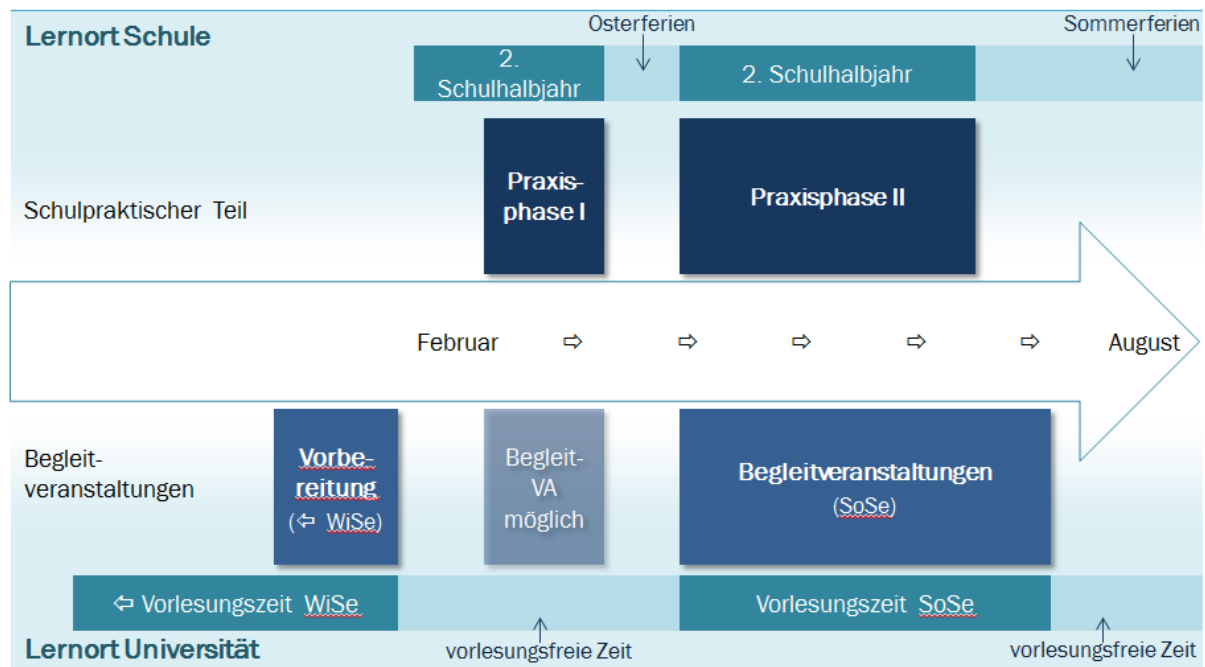 Osterferien
Sommerferien
Lernort Schule
2.
Schulhalbjahr
2. Schulhalbjahr
Schulpraktischer Teil
Praxis-
phase I
Praxisphase II
Februar ⇨ ⇨ ⇨ ⇨ ⇨ August
Begleit-
veranstaltungen
Vorbe-
reitung
(⇦ WiSe)
Begleit-
VA
möglich
Begleitveranstaltungen
(SoSe)
⇦ Vorlesungszeit WiSe
Vorlesungszeit SoSe
Lernort Universität
vorlesungsfreie Zeit
vorlesungsfreie Zeit